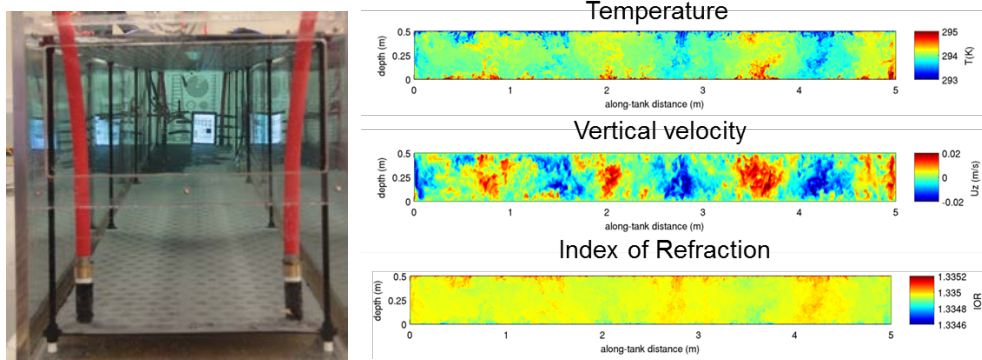 Temperature
depth (m)
0.5
0.25
0
0 1 2 3 4 5
along-tank distance (m)
295
294
293
T(K)
Vertical velocity
depth (m)
0.5
0.25
0
0 1 2 3 4 5
along-tank distance (m)
0.02
0
-0.02
Uz (m/s)
Index of Refraction
depth (m)
0.5
0.25
0
0 1 2 3 4 5
along-tank distance (m)
1.3352
1.335
1.3348
1.3346
IOR